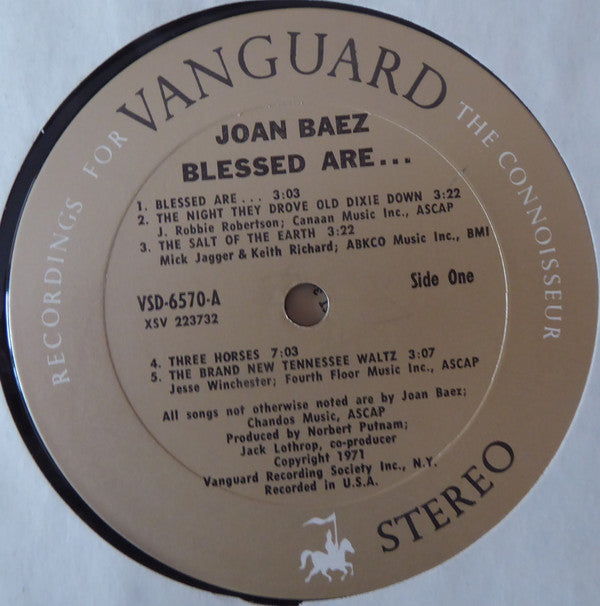 RECORDINGS FOR VANGUARD THE CONNOISSEUR
JOAN BAEZ
BLESSED ARE...
1. BLESSED ARE... 3:03
2. THE NIGHT THEY DROVE OLD DIXIE DOWN 3:22
J. Robbie Robertson; Canaan Music Inc., ASCAP
3. THE SALT OF THE EARTH 3:22
Mick Jagger & Keith Richard; ABKCO Music Inc., BMI
VSD-6570-A
Side One
XSV 223732
4. THREE HORSES 7:03
5. THE BRAND NEW TENNESSEE WALTZ 3:07
Jesse Winchester; Fourth Floor Music Inc., ASCAP
All songs not otherwise noted are by Joan Baez;
Chandos Music, ASCAP
Produced by Norbert Putnam;
Jack Lothrop, co-producer
Copyright 1971
Vanguard Recording Society Inc., N.Y.
Recorded in U.S.A.
STEREO